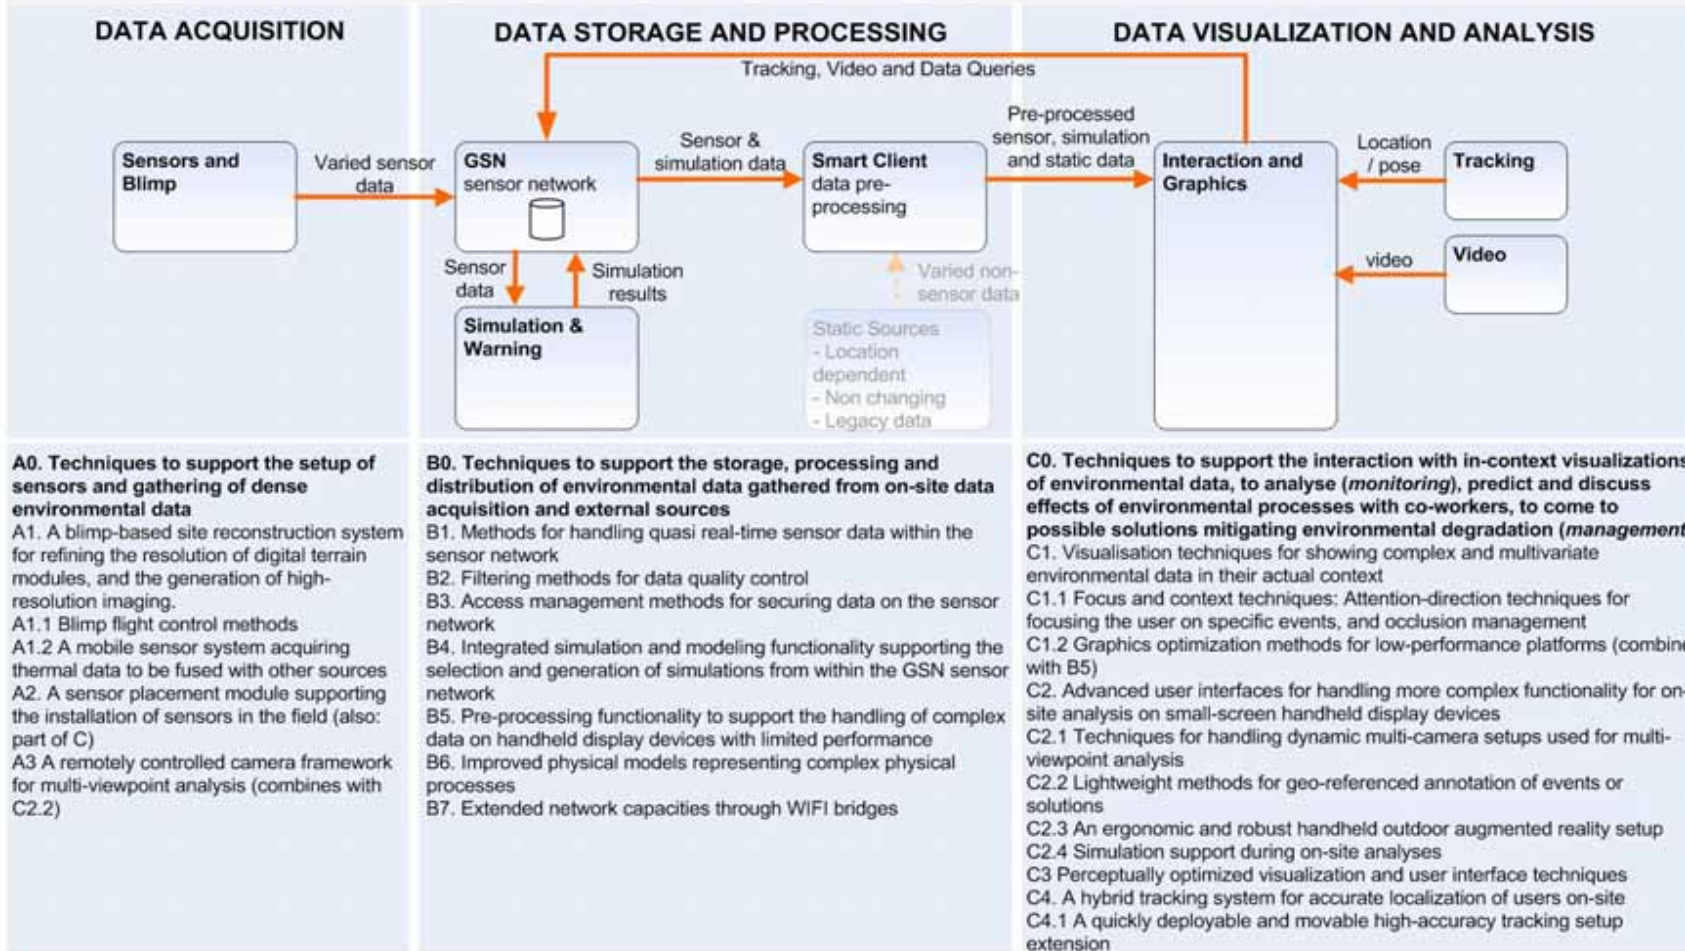 DATA ACQUISITION
DATA STORAGE AND PROCESSING
DATA VISUALIZATION AND ANALYSIS
Tracking, Video and Data Queries
Sensors and
Blimp
Varied sensor
data
GSN
sensor network
Sensor &
simulation data
Smart Client
data pre-
processing
Pre-processed
sensor, simulation
and static data
Interaction and
Graphics
Location
/ pose
Tracking
video
Video
Sensor
data
Simulation
results
Varied non-
sensor data
Simulation &
Warning
Static Sources
- Location
dependent
- Non changing
- Legacy data
A0. Techniques to support the setup of
sensors and gathering of dense
environmental data
A1. A blimp-based site reconstruction system
for refining the resolution of digital terrain
modules, and the generation of high-
resolution imaging.
A1.1 Blimp flight control methods
A1.2 A mobile sensor system acquiring
thermal data to be fused with other sources
A2. A sensor placement module supporting
the installation of sensors in the field (also:
part of C)
A3 A remotely controlled camera framework
for multi-viewpoint analysis (combines with
C2.2)
B0. Techniques to support the storage, processing and
distribution of environmental data gathered from on-site data
acquisition and external sources
B1. Methods for handling quasi real-time sensor data within the
sensor network
B2. Filtering methods for data quality control
B3. Access management methods for securing data on the sensor
network
B4. Integrated simulation and modeling functionality supporting the
selection and generation of simulations from within the GSN sensor
network
B5. Pre-processing functionality to support the handling of complex
data on handheld display devices with limited performance
B6. Improved physical models representing complex physical
processes
B7. Extended network capacities through WIFI bridges
C0. Techniques to support the interaction with in-context visualizations
of environmental data, to analyse (monitoring), predict and discuss
effects of environmental processes with co-workers, to come to
possible solutions mitigating environmental degradation (management
C1. Visualisation techniques for showing complex and multivariate
environmental data in their actual context
C1.1 Focus and context techniques: Attention-direction techniques for
focusing the user on specific events, and occlusion management
C1.2 Graphics optimization methods for low-performance platforms (combine
with B5)
C2. Advanced user interfaces for handling more complex functionality for on-
site analysis on small-screen handheld display devices
C2.1 Techniques for handling dynamic multi-camera setups used for multi-
viewpoint analysis
C2.2 Lightweight methods for geo-referenced annotation of events or
solutions
C2.3 An ergonomic and robust handheld outdoor augmented reality setup
C2.4 Simulation support during on-site analyses
C3 Perceptually optimized visualization and user interface techniques
C4. A hybrid tracking system for accurate localization of users on-site
C4.1 A quickly deployable and movable high-accuracy tracking setup
extension